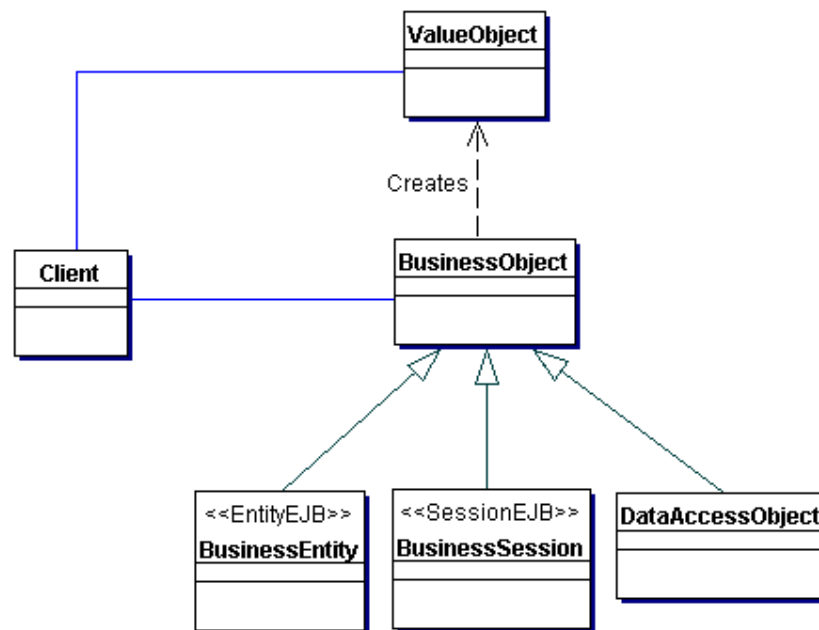 ValueObject
Creates
Client
BusinessObject
<<EntityEJB>>
BusinessEntity
<<SessionEJB>>
BusinessSession
DataAccessObject